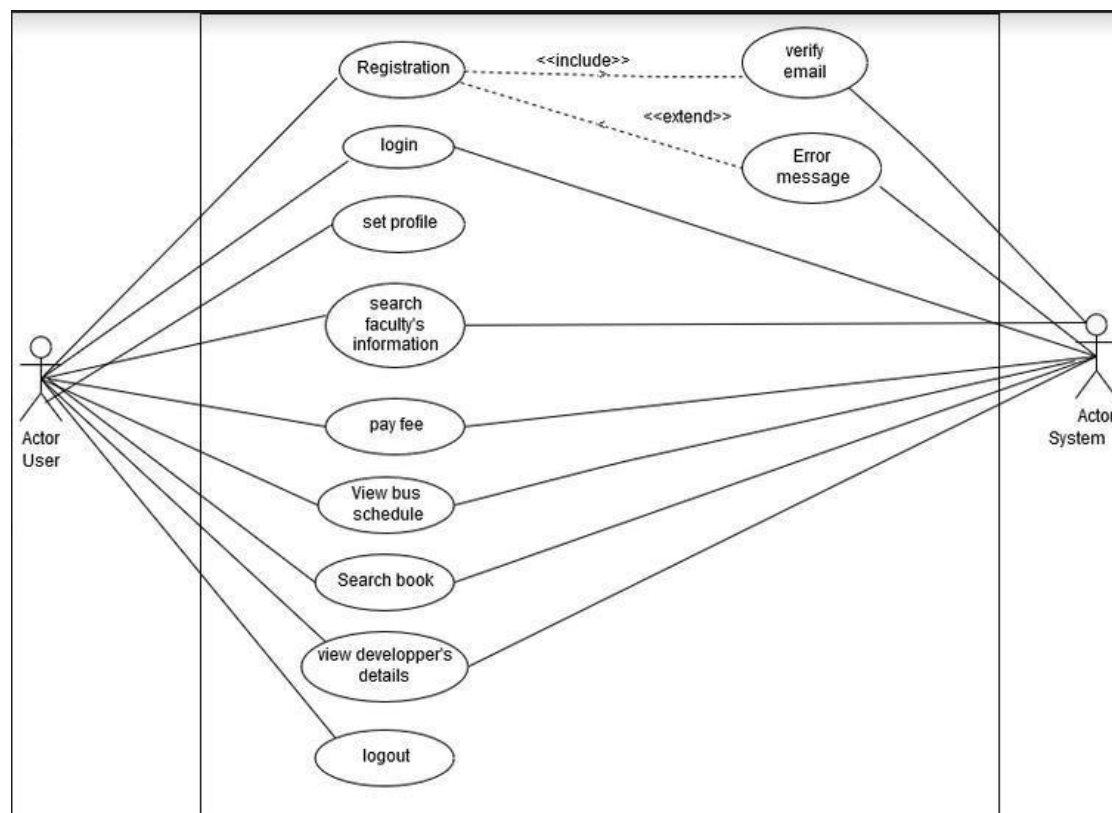 Registration
<<include>>
verify
email
<<extend>>
login
Error
message
set profile
search
faculty's
information
pay fee
Actor
User
Actor
System
View bus
schedule
Search book
view developper's
details
logout